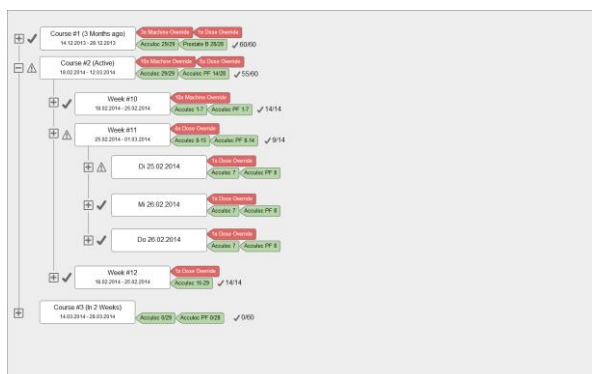 Course #1 (3 Months ago)
14.12.2013 - 28.12.2013
3x Machine Override
1x Dose Override
Acculoc 29/29
Prostate B 28/28
60/60
Course #2 (Active)
18.02.2014 - 12.03.2014
10x Machine Override
5x Dose Override
Acculoc 29/29
Acculoc PF 14/28
55/60
Week #10
18.02.2014 - 25.02.2014
10x Machine Override
Acculoc 1-7
Acculoc PF 1-7
14/14
Week #11
25.02.2014 - 01.03.2014
4x Dose Override
Acculoc 8-15
Acculoc PF 8-14
9/14
Di 25.02.2014
1x Dose Override
Acculoc 7
Acculoc PF 8
Mi 26.02.2014
1x Dose Override
Acculoc 7
Acculoc PF 8
Do 26.02.2014
1x Dose Override
Acculoc 7
Acculoc PF 8
Week #12
18.02.2014 - 25.02.2014
1x Dose Override
Acculoc 15-29
14/14
Course #3 (In 2 Weeks)
14.03.2014 - 28.03.2014
Acculoc 0/29
Acculoc PF 0/28
0/60